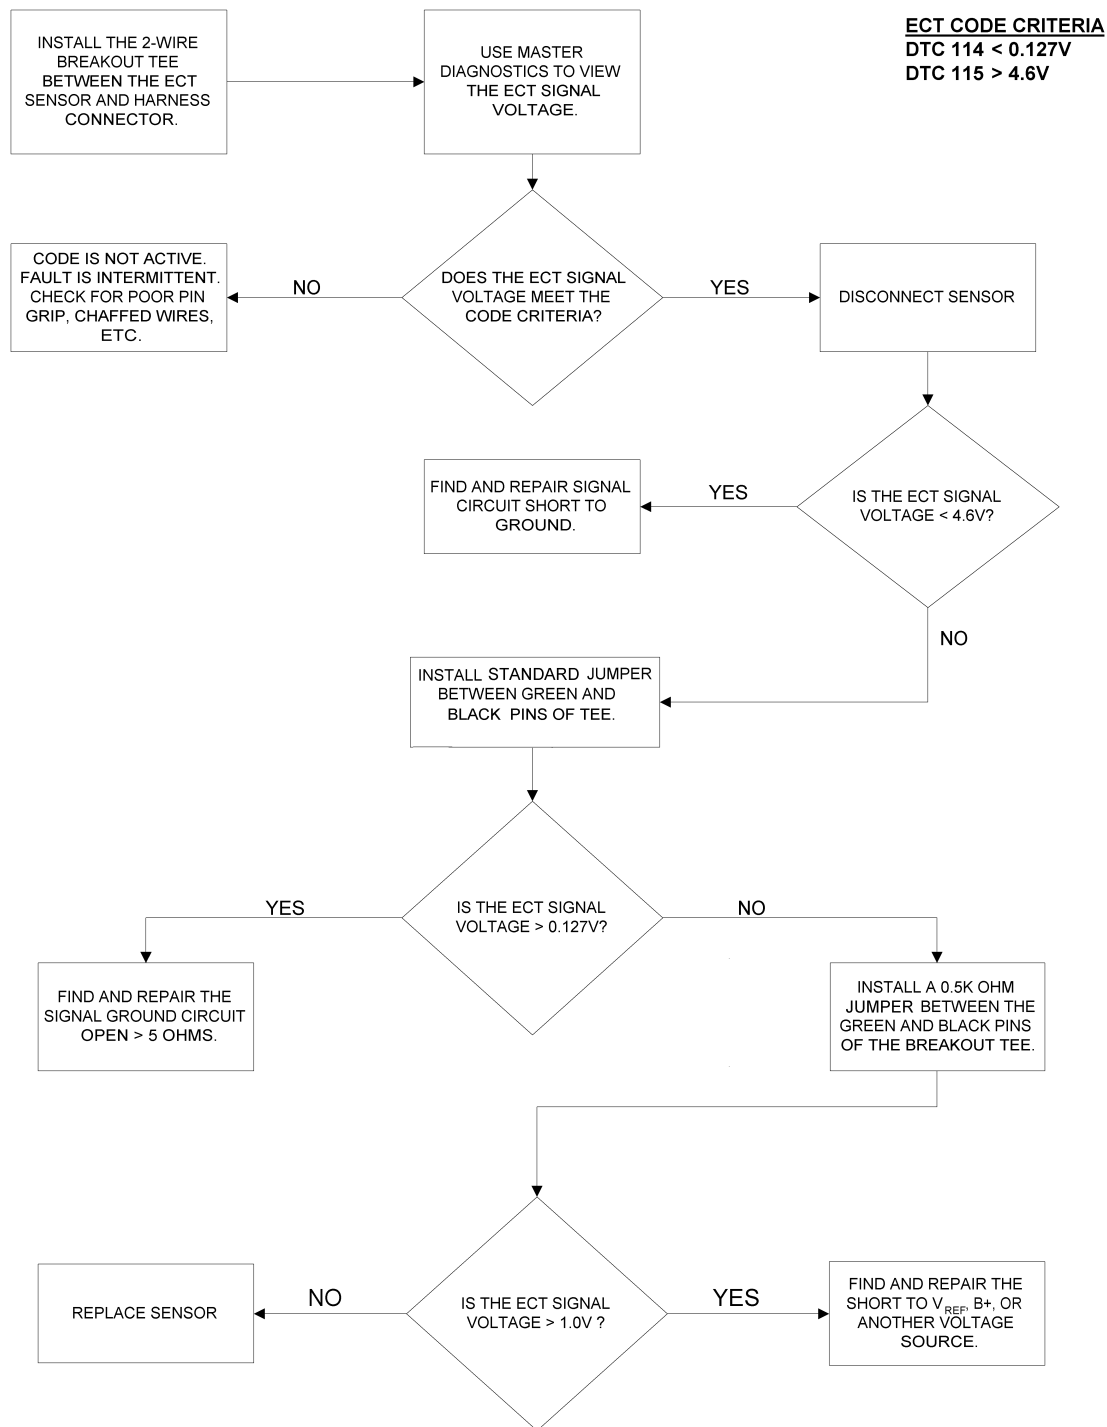 INSTALL THE 2-WIRE
BREAKOUT TEE
BETWEEN THE ECT
SENSOR AND HARNESS
CONNECTOR.
USE MASTER
DIAGNOSTICS TO VIEW
THE ECT SIGNAL
VOLTAGE.
ECT CODE CRITERIA
DTC 114 < 0.127V
DTC 115 > 4.6V
CODE IS NOT ACTIVE.
FAULT IS INTERMITTENT.
CHECK FOR POOR PIN
GRIP, CHAFFED WIRES,
ETC.
NO
DOES THE ECT SIGNAL
VOLTAGE MEET THE
CODE CRITERIA?
YES
DISCONNECT SENSOR
FIND AND REPAIR SIGNAL
CIRCUIT SHORT TO
GROUND.
YES
IS THE ECT SIGNAL
VOLTAGE < 4.6V?
NO
INSTALL STANDARD JUMPER
BETWEEN GREEN AND
BLACK PINS OF TEE.
YES
IS THE ECT SIGNAL
VOLTAGE > 0.127V?
NO
FIND AND REPAIR THE
SIGNAL GROUND CIRCUIT
OPEN > 5 OHMS.
INSTALL A 0.5K OHM
JUMPER BETWEEN THE
GREEN AND BLACK PINS
OF THE BREAKOUT TEE.
REPLACE SENSOR
NO
IS THE ECT SIGNAL
VOLTAGE > 1.0V ?
YES
FIND AND REPAIR THE
SHORT TO VREF, B+, OR
ANOTHER VOLTAGE
SOURCE.